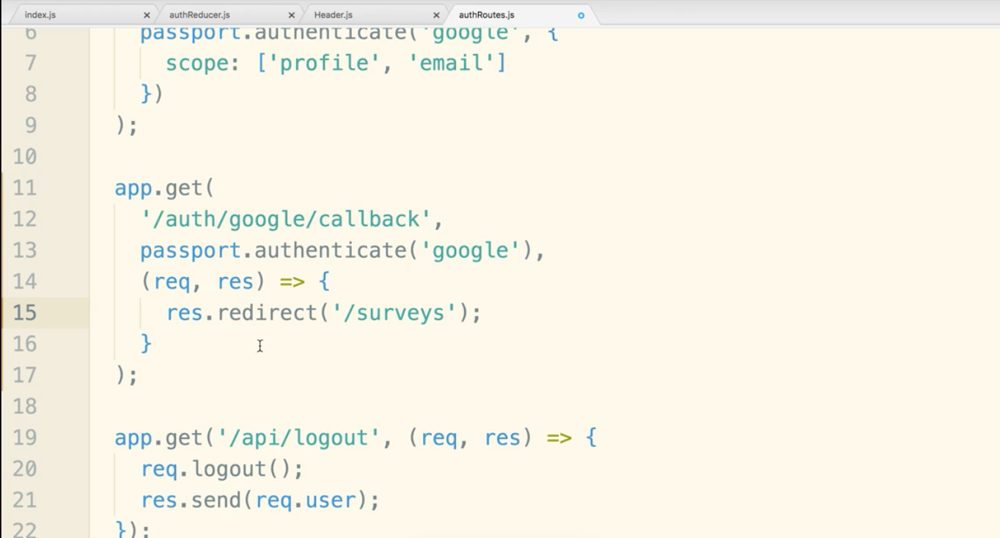 index.js × authReducer.js × Header.js × authRoutes.js
6 passport.authenticate('google', {
7 scope: ['profile', 'email']
8 })
9 );
10
11 app.get(
12 '/auth/google/callback',
13 passport.authenticate('google'),
14 (req, res) => {
15 res.redirect('/surveys');
16 }
17 );
18
19 app.get('/api/logout', (req, res) => {
20 req.logout();
21 res.send(req.user);
22 });